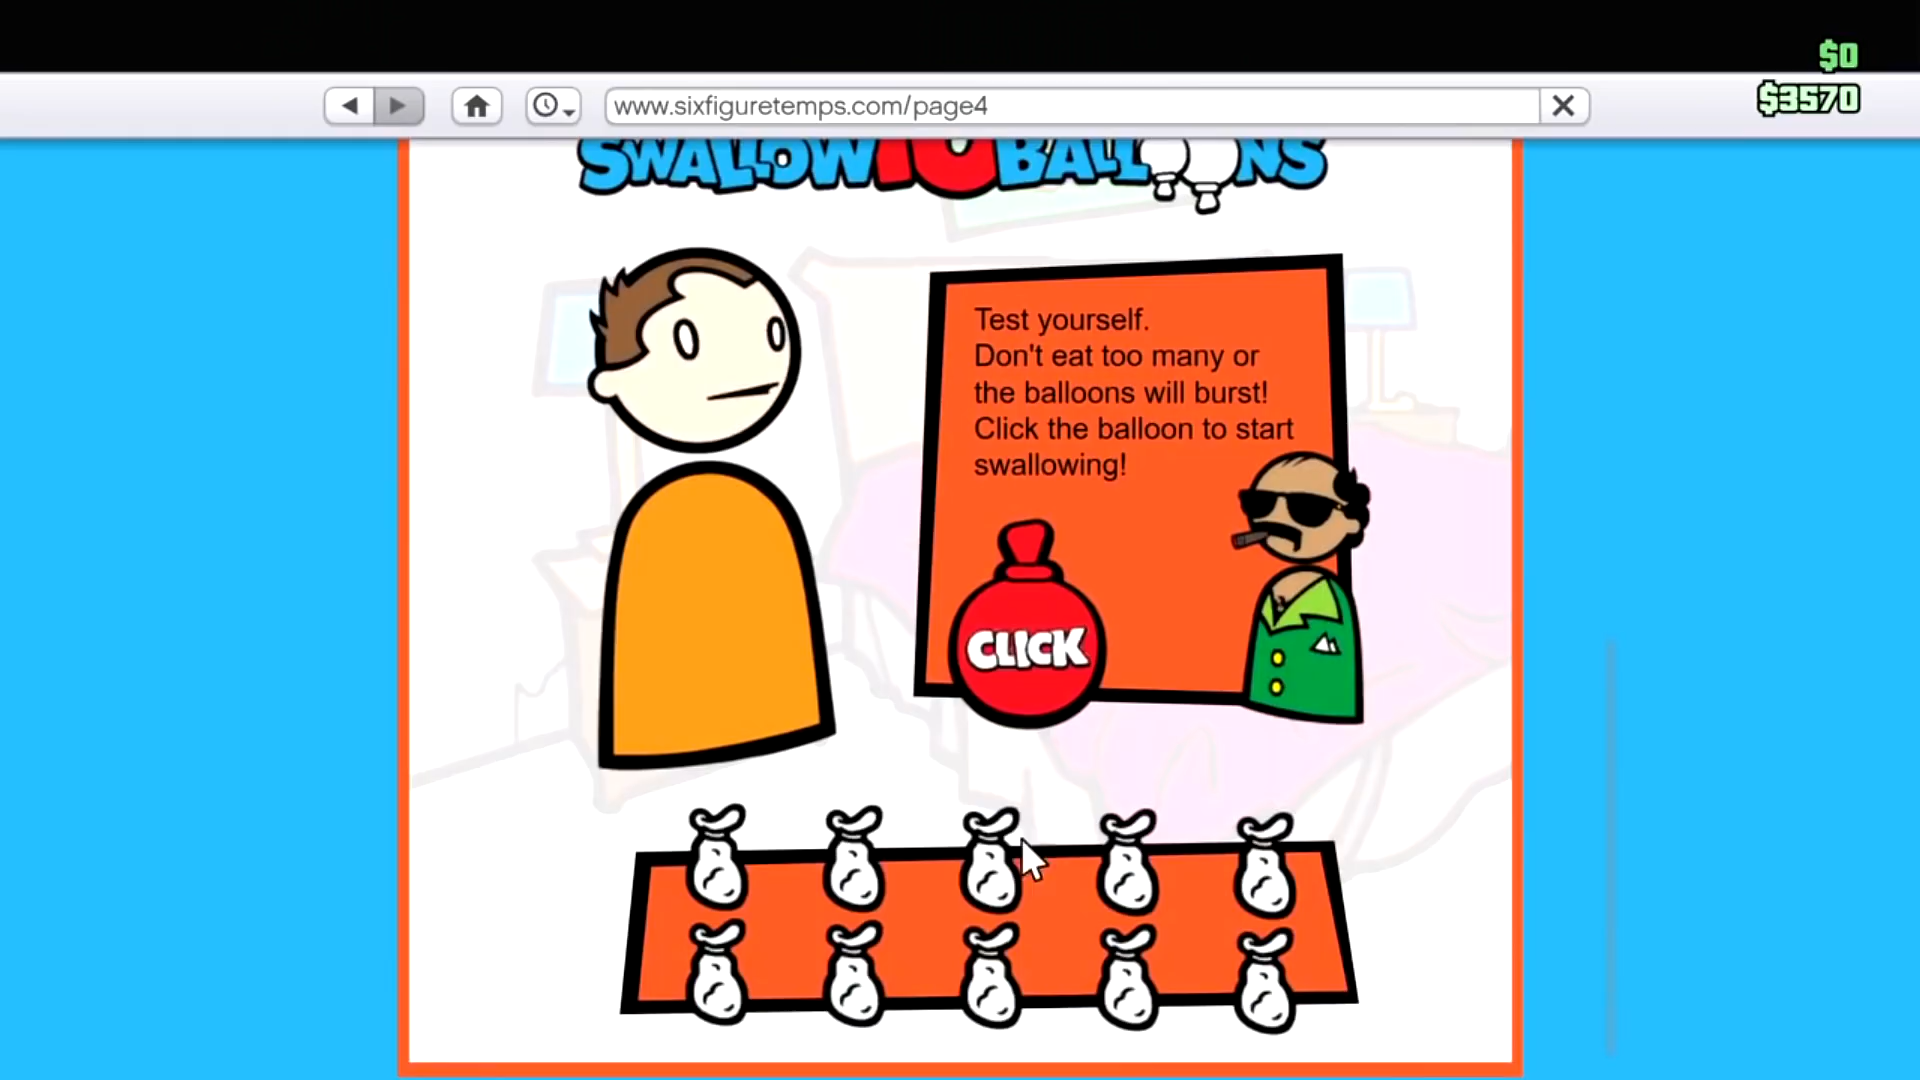 $0
$3570
www.sixfiguretemps.com/page4
SWALLOW 10 BALLOONS
Test yourself.
Don't eat too many or
the balloons will burst!
Click the balloon to start
swallowing!
CLICK